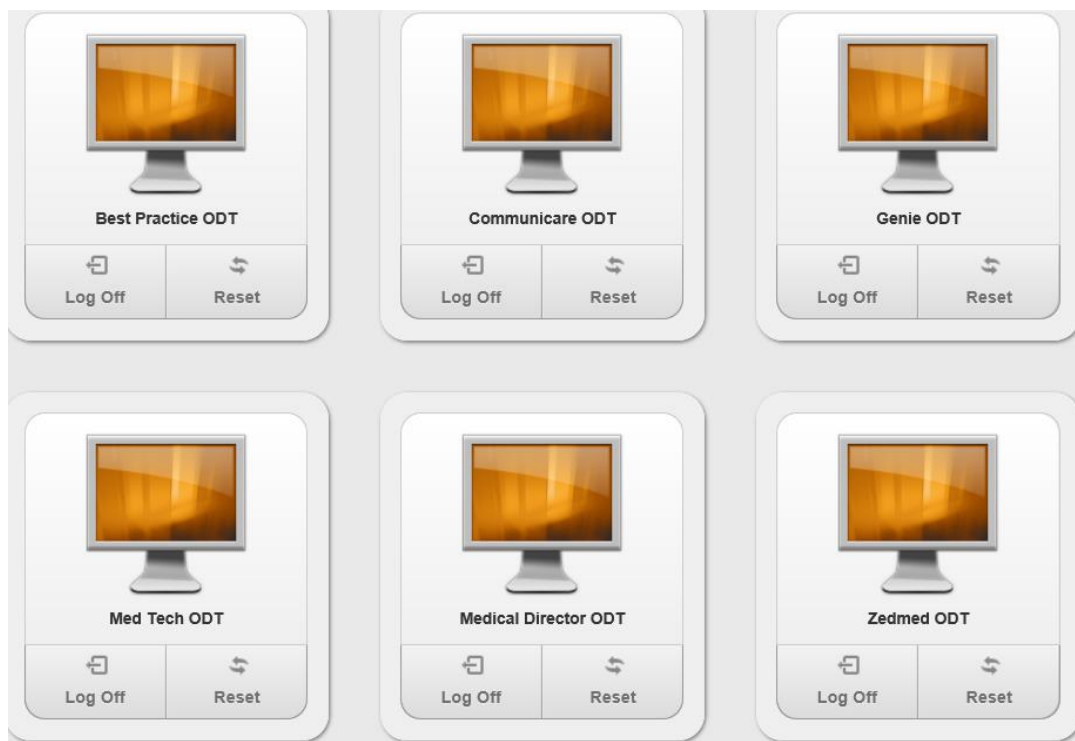 Best Practice ODT
Log Off
Reset
Communicare ODT
Log Off
Reset
Genie ODT
Log Off
Reset
Med Tech ODT
Log Off
Reset
Medical Director ODT
Log Off
Reset
Zedmed ODT
Log Off
Reset